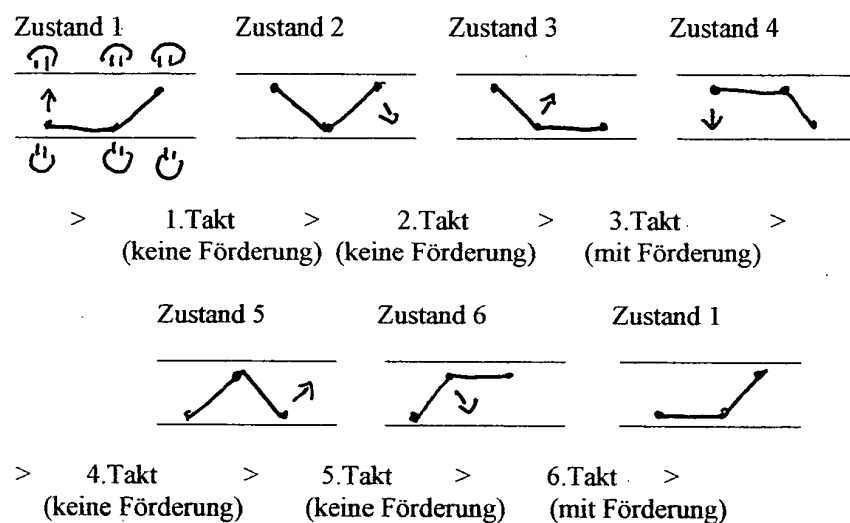 Zustand 1 Zustand 2 Zustand 3 Zustand 4
> 1.Takt > 2.Takt > 3.Takt >
(keine Förderung) (keine Förderung) (mit Förderung)
Zustand 5 Zustand 6 Zustand 1
> 4.Takt > 5.Takt > 6.Takt >
(keine Förderung) (keine Förderung) (mit Förderung)